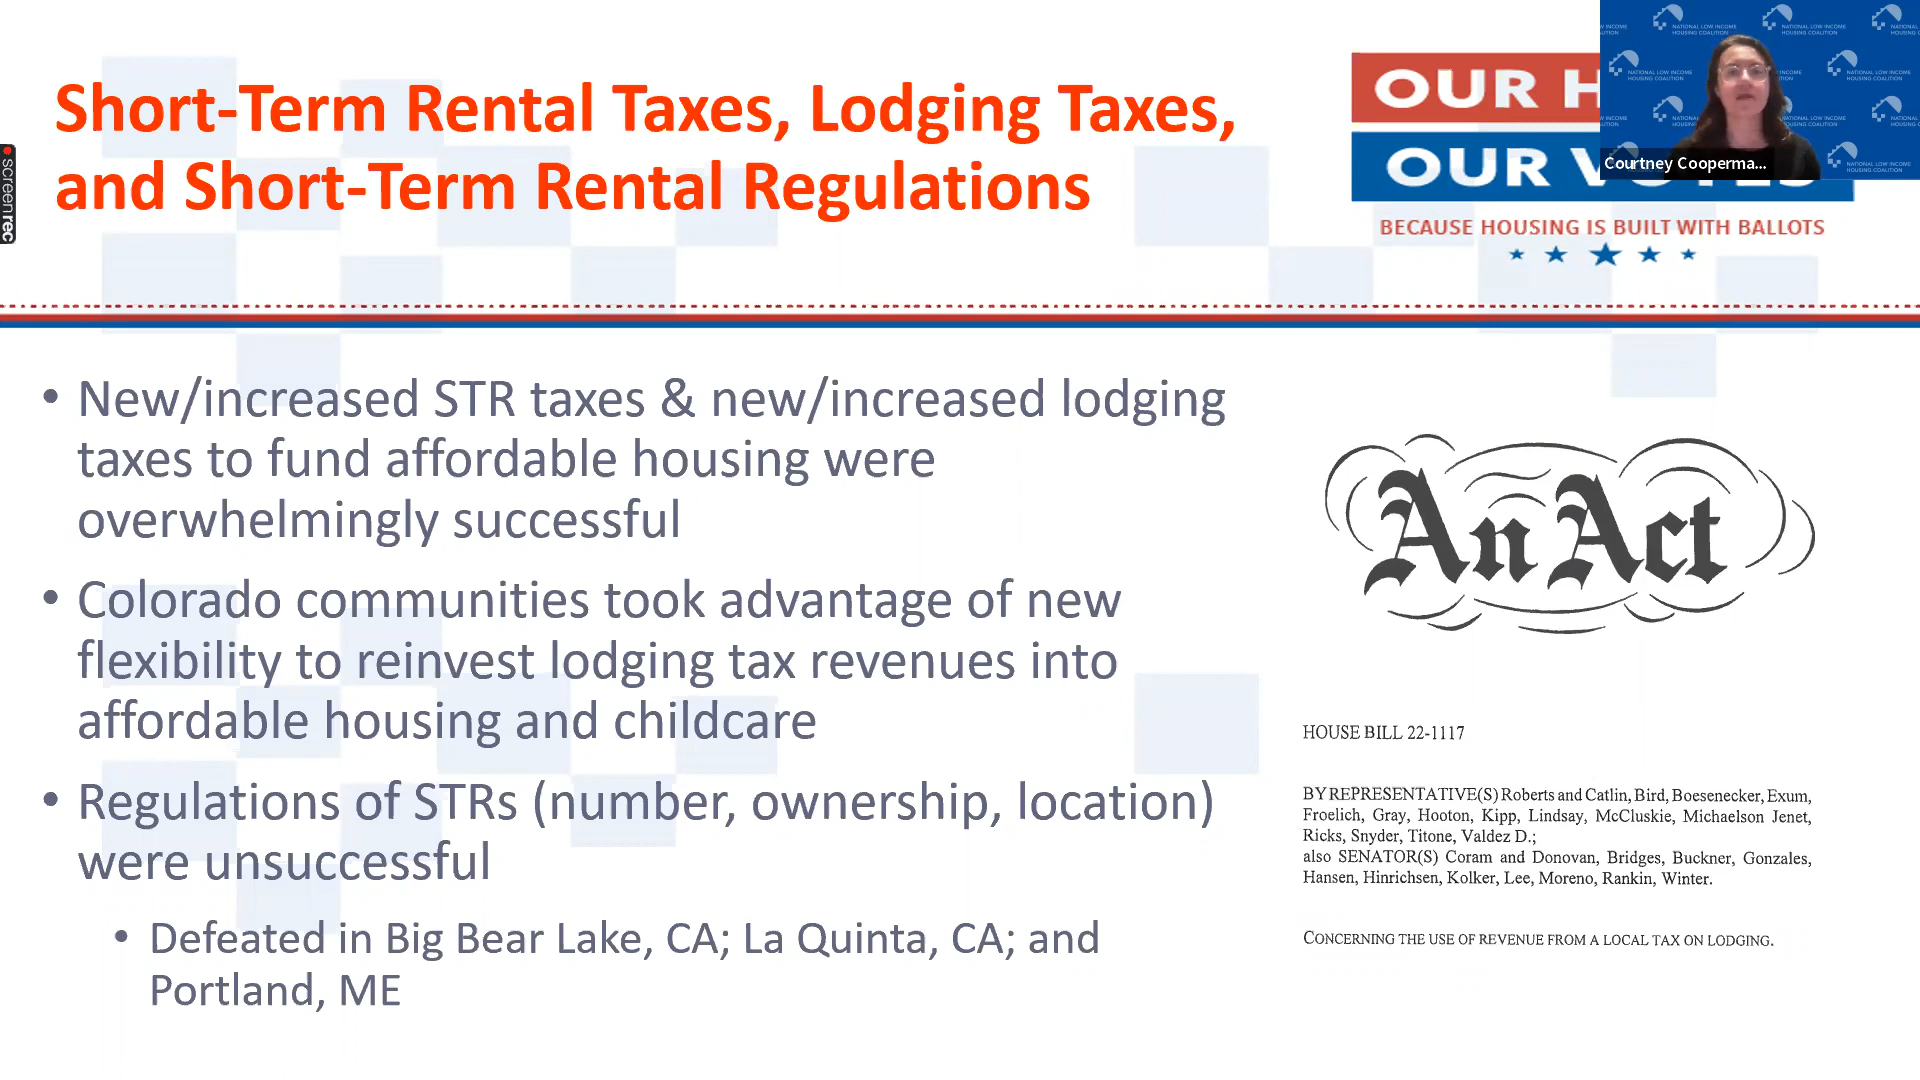 Short-Term Rental Taxes, Lodging Taxes,
and Short-Term Rental Regulations
OUR
OUR
BECAUSE HOUSING IS BUILT WITH BALLOTS
NATIONAL LOW INCOME
HOUSING COALITION
Courtney Cooperma...
screenrec
• New/increased STR taxes & new/increased lodging
taxes to fund affordable housing were
overwhelmingly successful
• Colorado communities took advantage of new
flexibility to reinvest lodging tax revenues into
affordable housing and childcare
• Regulations of STRs (number, ownership, location)
were unsuccessful
• Defeated in Big Bear Lake, CA; La Quinta, CA; and
Portland, ME
An Act
HOUSE BILL 22-1117
BY REPRESENTATIVE(S) Roberts and Catlin, Bird, Boesenecker, Exum,
Froelich, Gray, Hooton, Kipp, Lindsay, McCluskie, Michaelson Jenet,
Ricks, Snyder, Titone, Valdez D.;
also SENATOR(S) Coram and Donovan, Bridges, Buckner, Gonzales,
Hansen, Hinrichsen, Kolker, Lee, Moreno, Rankin, Winter.
CONCERNING THE USE OF REVENUE FROM A LOCAL TAX ON LODGING.